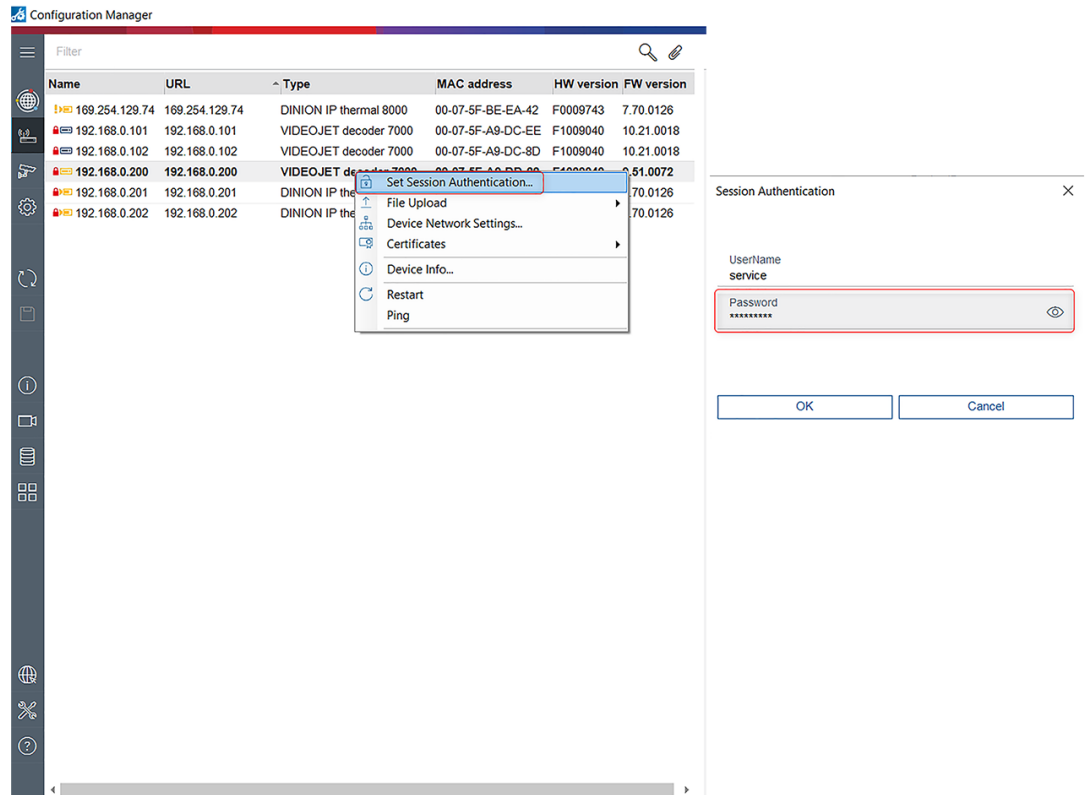 Configuration Manager
Filter
Name URL Type MAC address HW version FW version
169.254.129.74 169.254.129.74 DINION IP thermal 8000 00-07-5F-BE-EA-42 F0009743 7.70.0126
192.168.0.101 192.168.0.101 VIDEOJET decoder 7000 00-07-5F-A9-DC-EE F1009040 10.21.0018
192.168.0.102 192.168.0.102 VIDEOJET decoder 7000 00-07-5F-A9-DC-8D F1009040 10.21.0018
192.168.0.200 192.168.0.200 VIDEOJET decoder 7000 .51.0072
192.168.0.201 192.168.0.201 DINION IP the .70.0126
192.168.0.202 192.168.0.202 DINION IP the .70.0126
Set Session Authentication...
File Upload
Device Network Settings...
Certificates
Device Info...
Restart
Ping
Session Authentication
UserName
service
Password
*********
OK Cancel